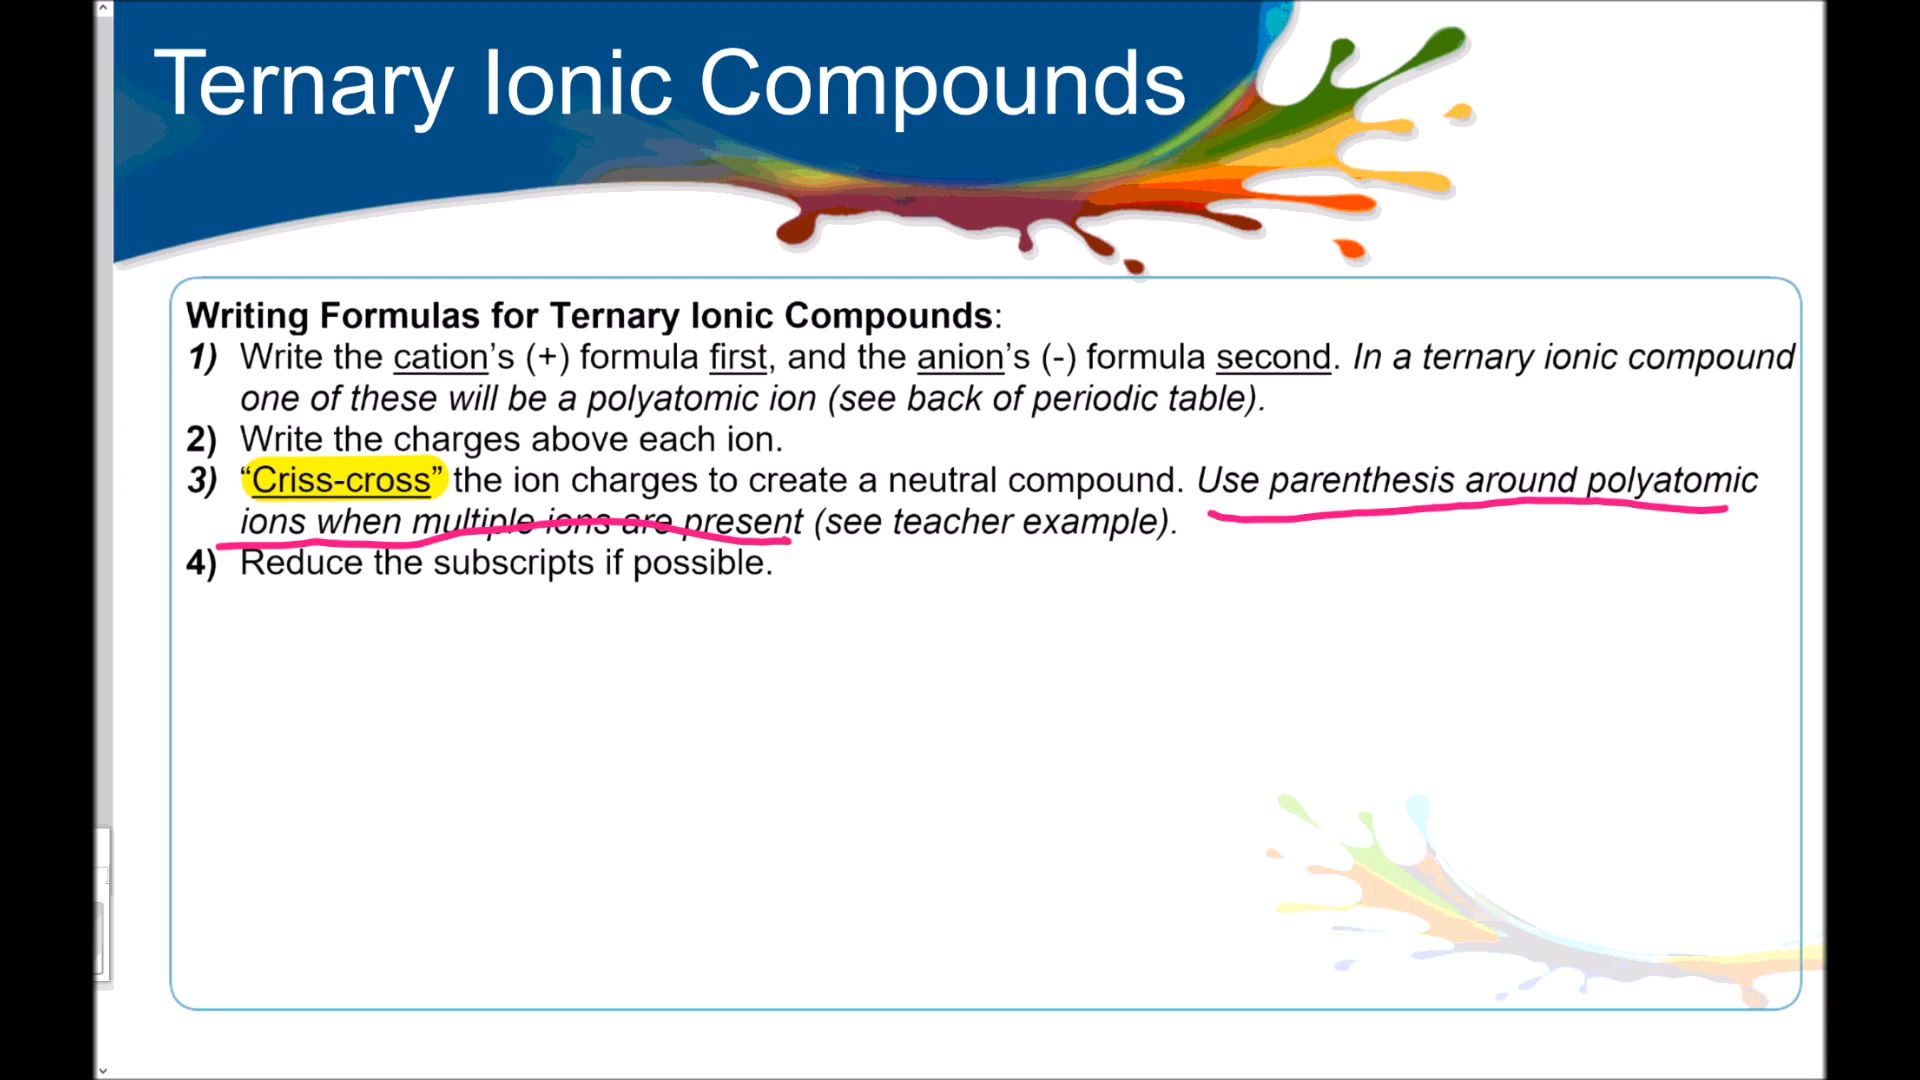 Ternary Ionic Compounds
Writing Formulas for Ternary Ionic Compounds:
1) Write the cation’s (+) formula first, and the anion’s (-) formula second. In a ternary ionic compound
one of these will be a polyatomic ion (see back of periodic table).
2) Write the charges above each ion.
3) “Criss-cross” the ion charges to create a neutral compound. Use parenthesis around polyatomic
ions when multiple ions are present (see teacher example).
4) Reduce the subscripts if possible.